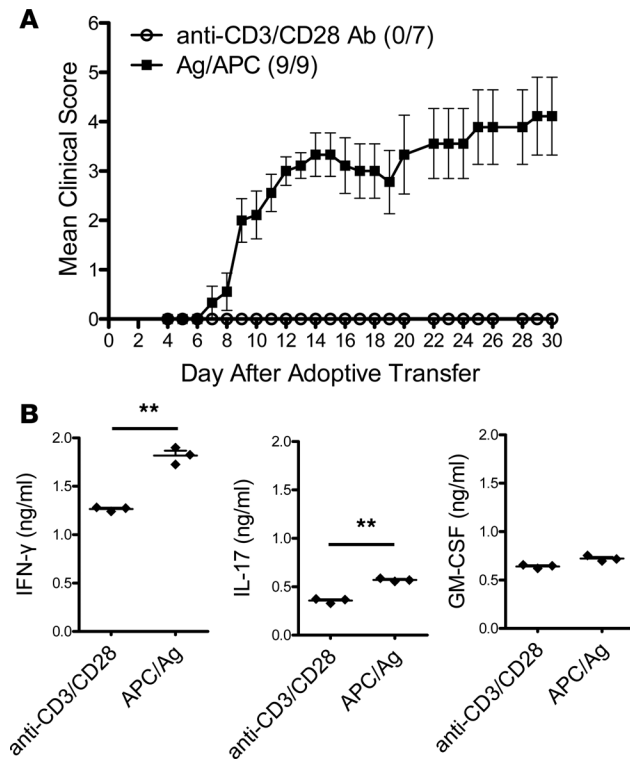 A
anti-CD3/CD28 Ab (0/7)
Ag/APC (9/9)
Mean Clinical Score
6
5
4
3
2
1
0
0 2 4 6 8 10 12 14 16 18 20 22 24 26 28 30
Day After Adoptive Transfer
B
IFN-γ (ng/ml)
2.0
1.5
1.0
0.5
0.0
**
anti-CD3/CD28
APC/Ag
IL-17 (ng/ml)
2.0
1.5
1.0
0.5
0.0
**
anti-CD3/CD28
APC/Ag
GM-CSF (ng/ml)
2.0
1.5
1.0
0.5
0.0
anti-CD3/CD28
APC/Ag